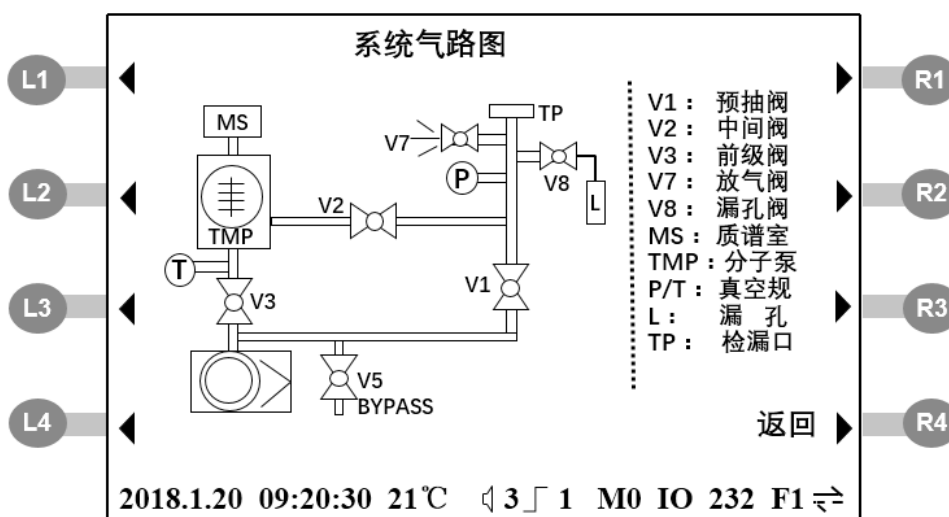 系统气路图
L1
R1
MS
TP
V7
P
V8
L
L2
R2
V2
TMP
T
V3
V1
L3
R3
V5
BYPASS
V1： 预抽阀
V2： 中间阀
V3： 前级阀
V7： 放气阀
V8： 漏孔阀
MS： 质谱室
TMP：分子泵
P/T： 真空规
L： 漏 孔
TP： 检漏口
L4
返回
R4
2018.1.20 09:20:30 21℃ 3 1 M0 IO 232 F1